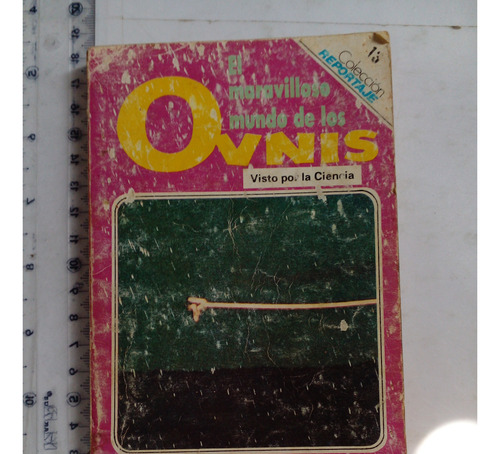 15
Colección
REPORTAJE
El
maravilloso
mundo de los
OVNIS
Visto por la Ciencia